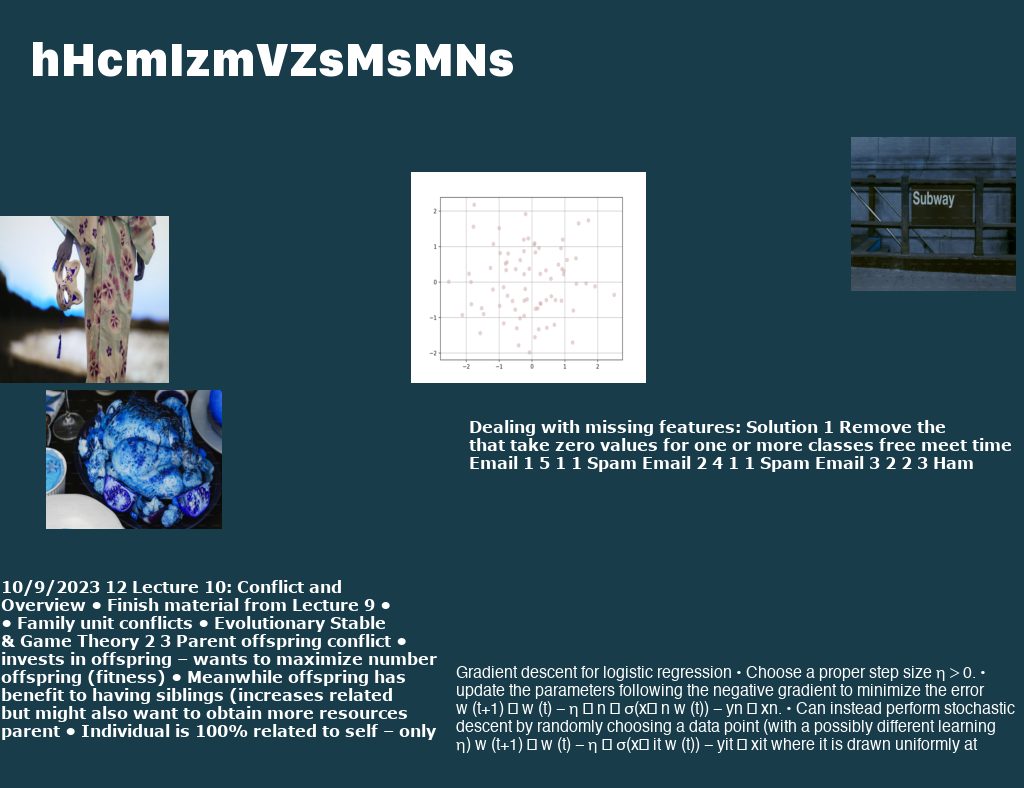 hHcmIzmVZsMsMNs
Subway
2
1
0
−1
−2
−2 −1 0 1 2
Dealing with missing features: Solution 1 Remove the
that take zero values for one or more classes free meet time
Email 1 5 1 1 Spam Email 2 4 1 1 Spam Email 3 2 2 3 Ham
10/9/2023 12 Lecture 10: Conflict and
Overview • Finish material from Lecture 9 •
• Family unit conflicts • Evolutionary Stable
& Game Theory 2 3 Parent offspring conflict •
invests in offspring – wants to maximize number
offspring (fitness) • Meanwhile offspring has
benefit to having siblings (increases related
but might also want to obtain more resources
parent • Individual is 100% related to self – only
Gradient descent for logistic regression • Choose a proper step size η > 0. •
update the parameters following the negative gradient to minimize the error
w (t+1) □ w (t) – η □ n □ σ(x□ n w (t)) – yn □ xn. • Can instead perform stochastic
descent by randomly choosing a data point (with a possibly different learning
η) w (t+1) □ w (t) – η □ σ(x□ it w (t)) – yit □ xit where it is drawn uniformly at